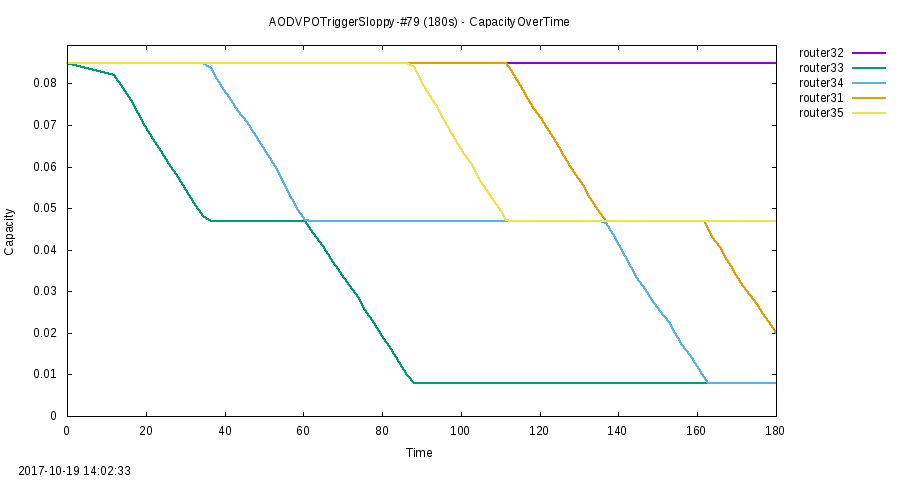 AODVPOTriggerSloppy-#79 (180s) - CapacityOverTime
router32
router33
router34
router31
router35
0.08
0.07
0.06
0.05
0.04
0.03
0.02
0.01
0
Capacity
0 20 40 60 80 100 120 140 160 180
Time
2017-10-19 14:02:33